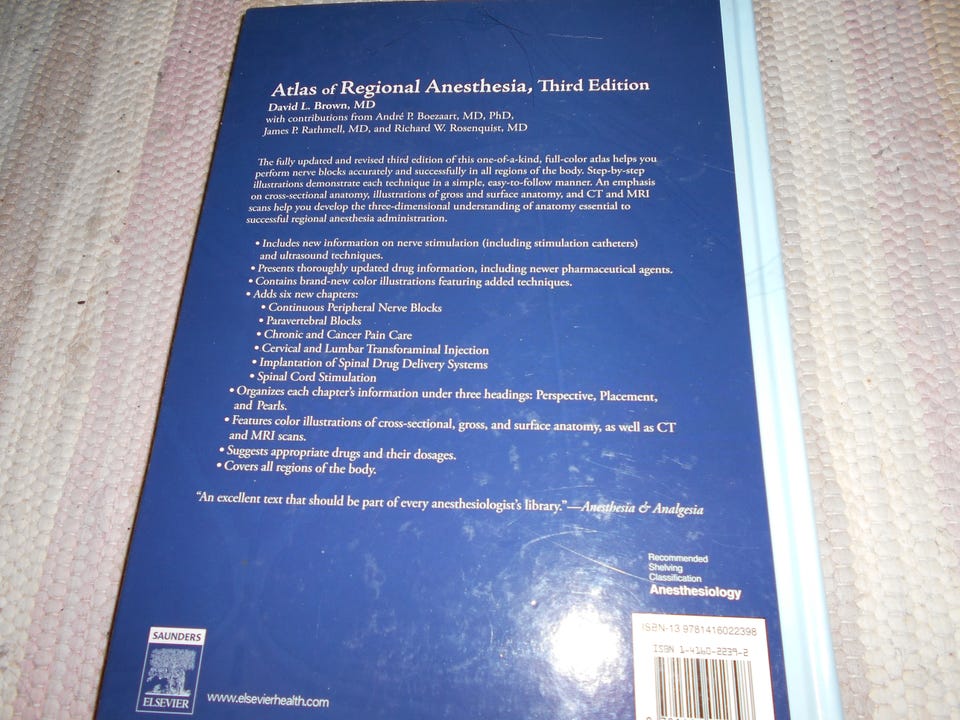 Atlas of Regional Anesthesia, Third Edition
David L. Brown, MD
with contributions from André P. Boezaart, MD, PhD,
James P. Rathmell, MD, and Richard W. Rosenquist, MD
The fully updated and revised third edition of this one-of-a-kind, full-color atlas helps you
perform nerve blocks accurately and successfully in all regions of the body. Step-by-step
illustrations demonstrate each technique in a simple, easy-to-follow manner. An emphasis
on cross-sectional anatomy, illustrations of gross and surface anatomy, and CT and MRI
scans help you develop the three-dimensional understanding of anatomy essential to
successful regional anesthesia administration.
• Includes new information on nerve stimulation (including stimulation catheters)
and ultrasound techniques.
• Presents thoroughly updated drug information, including newer pharmaceutical agents.
• Contains brand-new color illustrations featuring added techniques.
• Adds six new chapters:
• Continuous Peripheral Nerve Blocks
• Paravertebral Blocks
• Chronic and Cancer Pain Care
• Cervical and Lumbar Transforaminal Injection
• Implantation of Spinal Drug Delivery Systems
• Spinal Cord Stimulation
• Organizes each chapter's information under three headings: Perspective, Placement,
and Pearls.
• Features color illustrations of cross-sectional, gross, and surface anatomy, as well as CT
and MRI scans.
• Suggests appropriate drugs and their dosages.
• Covers all regions of the body.
"An excellent text that should be part of every anesthesiologist's library."—Anesthesia & Analgesia
Recommended
Shelving
Classification
Anesthesiology
ISBN-13 9781416022398
ISBN 1-4160-2239-2
SAUNDERS
ELSEVIER
www.elsevierhealth.com